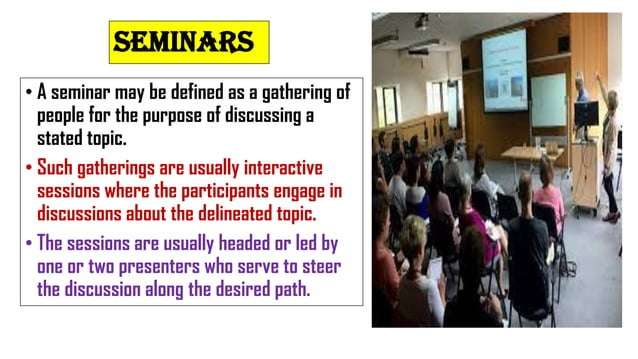 SEMINARS
• A seminar may be defined as a gathering of
people for the purpose of discussing a
stated topic.
• Such gatherings are usually interactive
sessions where the participants engage in
discussions about the delineated topic.
• The sessions are usually headed or led by
one or two presenters who serve to steer
the discussion along the desired path.